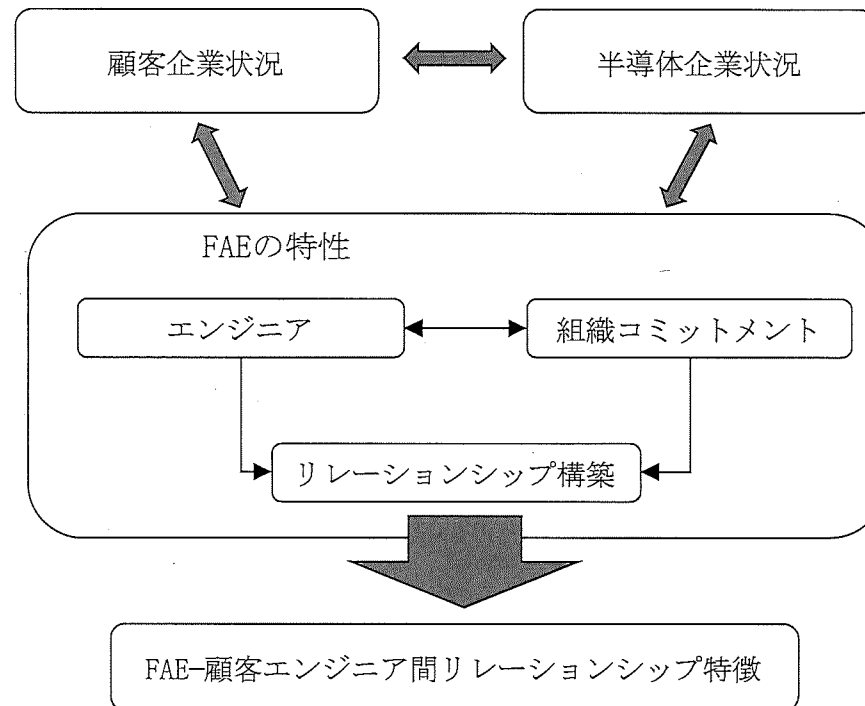 顧客企業状況
半導体企業状況
FAEの特性
エンジニア
組織コミットメント
リレーションシップ構築
FAE−顧客エンジニア間リレーションシップ特徴